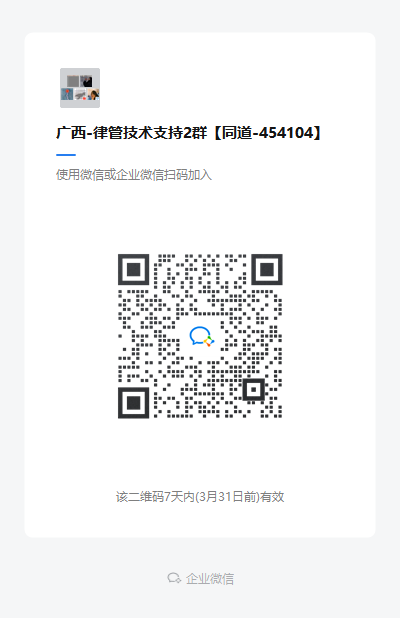 广西-律管技术支持2群【同道-454104】
使用微信或企业微信扫码加入
该二维码7天内(3月31日前)有效
企业微信